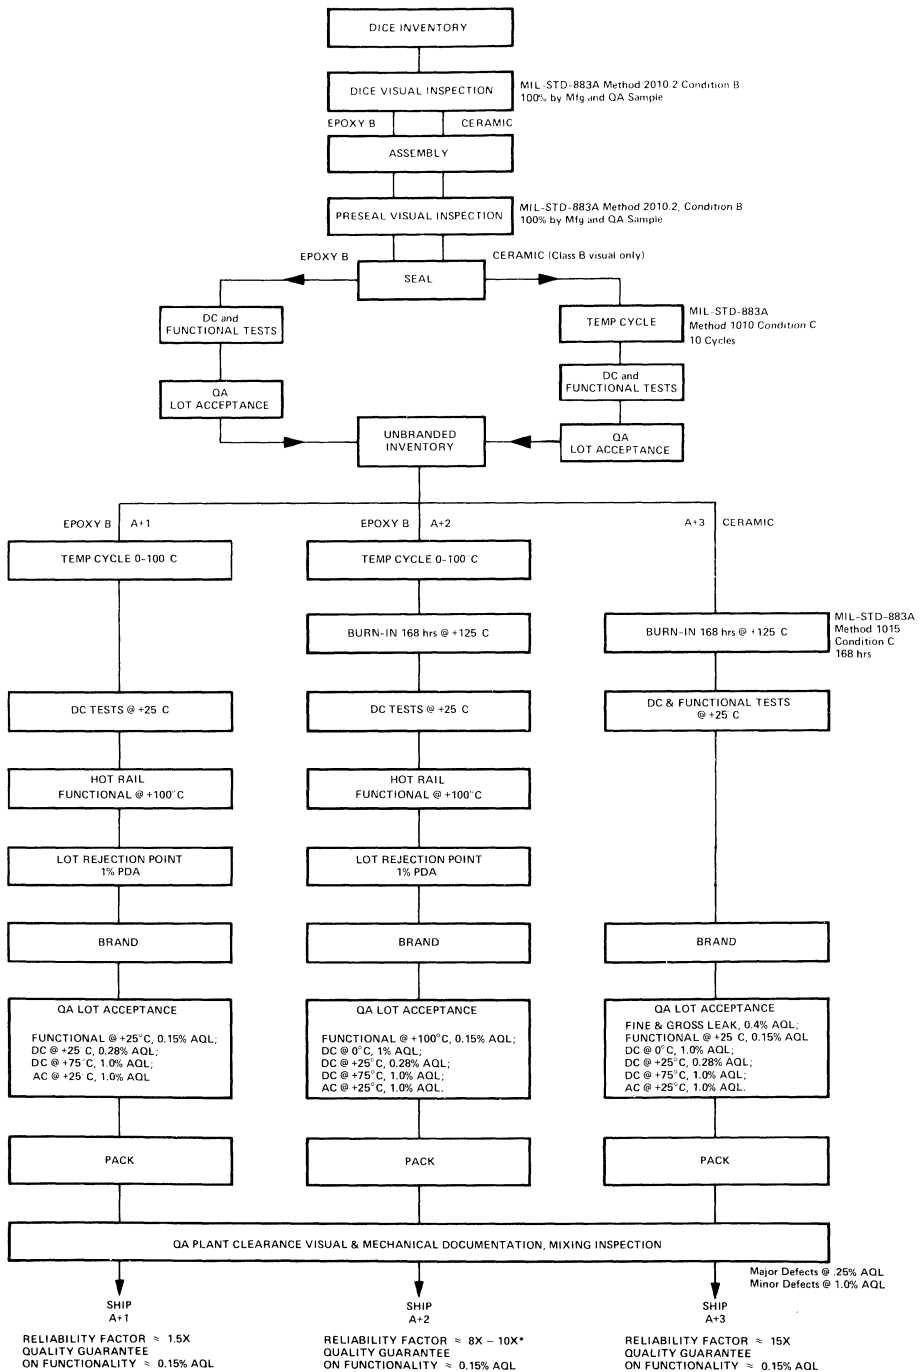 DICE INVENTORY
DICE VISUAL INSPECTION
MIL-STD-883A Method 2010.2 Condition B
100% by Mfg and QA Sample
EPOXY B
CERAMIC
ASSEMBLY
PRESEAL VISUAL INSPECTION
MIL-STD-883A Method 2010.2, Condition B
100% by Mfg and QA Sample
EPOXY B
CERAMIC (Class B visual only)
SEAL
DC and
FUNCTIONAL TESTS
TEMP CYCLE
MIL-STD-883A
Method 1010 Condition C
10 Cycles
DC and
FUNCTIONAL TESTS
QA
LOT ACCEPTANCE
UNBRANDED
INVENTORY
QA
LOT ACCEPTANCE
EPOXY B
A+1
EPOXY B
A+2
A+3
CERAMIC
TEMP CYCLE 0-100°C
TEMP CYCLE 0-100°C
BURN-IN 168 hrs @ +125°C
BURN-IN 168 hrs @ +125°C
MIL-STD-883A
Method 1015
Condition C
168 hrs
DC TESTS @ +25°C
DC TESTS @ +25°C
DC & FUNCTIONAL TESTS
@ +25°C
HOT RAIL
FUNCTIONAL @ +100°C
HOT RAIL
FUNCTIONAL @ +100°C
LOT REJECTION POINT
1% PDA
LOT REJECTION POINT
1% PDA
BRAND
BRAND
BRAND
QA LOT ACCEPTANCE
FUNCTIONAL @ +25°C, 0.15% AQL;
DC @ +25°C, 0.28% AQL;
DC @ +75°C, 1.0% AQL;
AC @ +25°C, 1.0% AQL
QA LOT ACCEPTANCE
FUNCTIONAL @ +100°C, 0.15% AQL;
DC @ 0°C, 1% AQL;
DC @ +25°C, 0.28% AQL;
DC @ +75°C, 1.0% AQL;
AC @ +25°C, 1.0% AQL.
QA LOT ACCEPTANCE
FINE & GROSS LEAK, 0.4% AQL;
FUNCTIONAL @ +25°C, 0.15% AQL
DC @ 0°C, 1.0% AQL;
DC @ +25°C, 0.28% AQL;
DC @ +75°C, 1.0% AQL;
AC @ +25°C, 1.0% AQL.
PACK
PACK
PACK
QA PLANT CLEARANCE VISUAL & MECHANICAL DOCUMENTATION, MIXING INSPECTION
Major Defects @ .25% AQL
Minor Defects @ 1.0% AQL
SHIP
A+1
SHIP
A+2
SHIP
A+3
RELIABILITY FACTOR ≈ 1.5X
QUALITY GUARANTEE
ON FUNCTIONALITY ≈ 0.15% AQL
RELIABILITY FACTOR ≈ 8X – 10X*
QUALITY GUARANTEE
ON FUNCTIONALITY ≈ 0.15% AQL
RELIABILITY FACTOR ≈ 15X
QUALITY GUARANTEE
ON FUNCTIONALITY ≈ 0.15% AQL